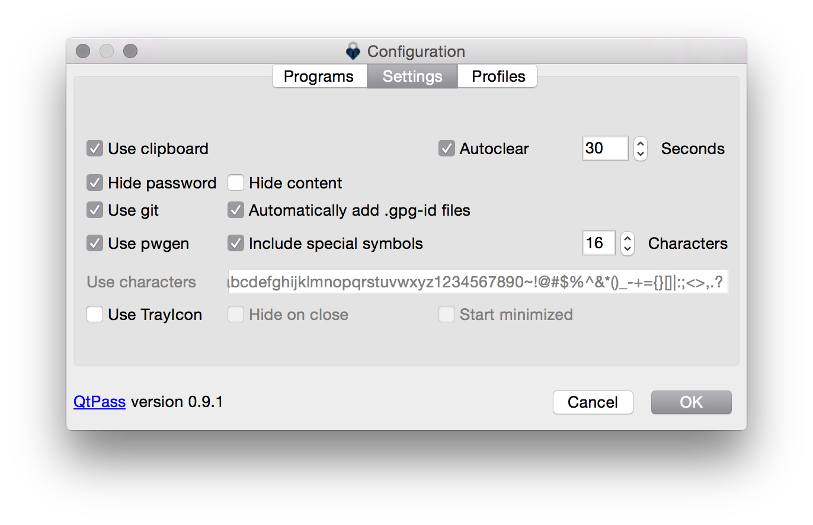 Configuration
Programs Settings Profiles
Use clipboard Autoclear 30 Seconds
Hide password Hide content
Use git Automatically add .gpg-id files
Use pwgen Include special symbols 16 Characters
Use characters bcdefghijklmnopqrstuvwxyz1234567890~!@#$%^&*()_-+={}[]|:;<>,.?
Use TrayIcon Hide on close Start minimized
QtPass version 0.9.1 Cancel OK